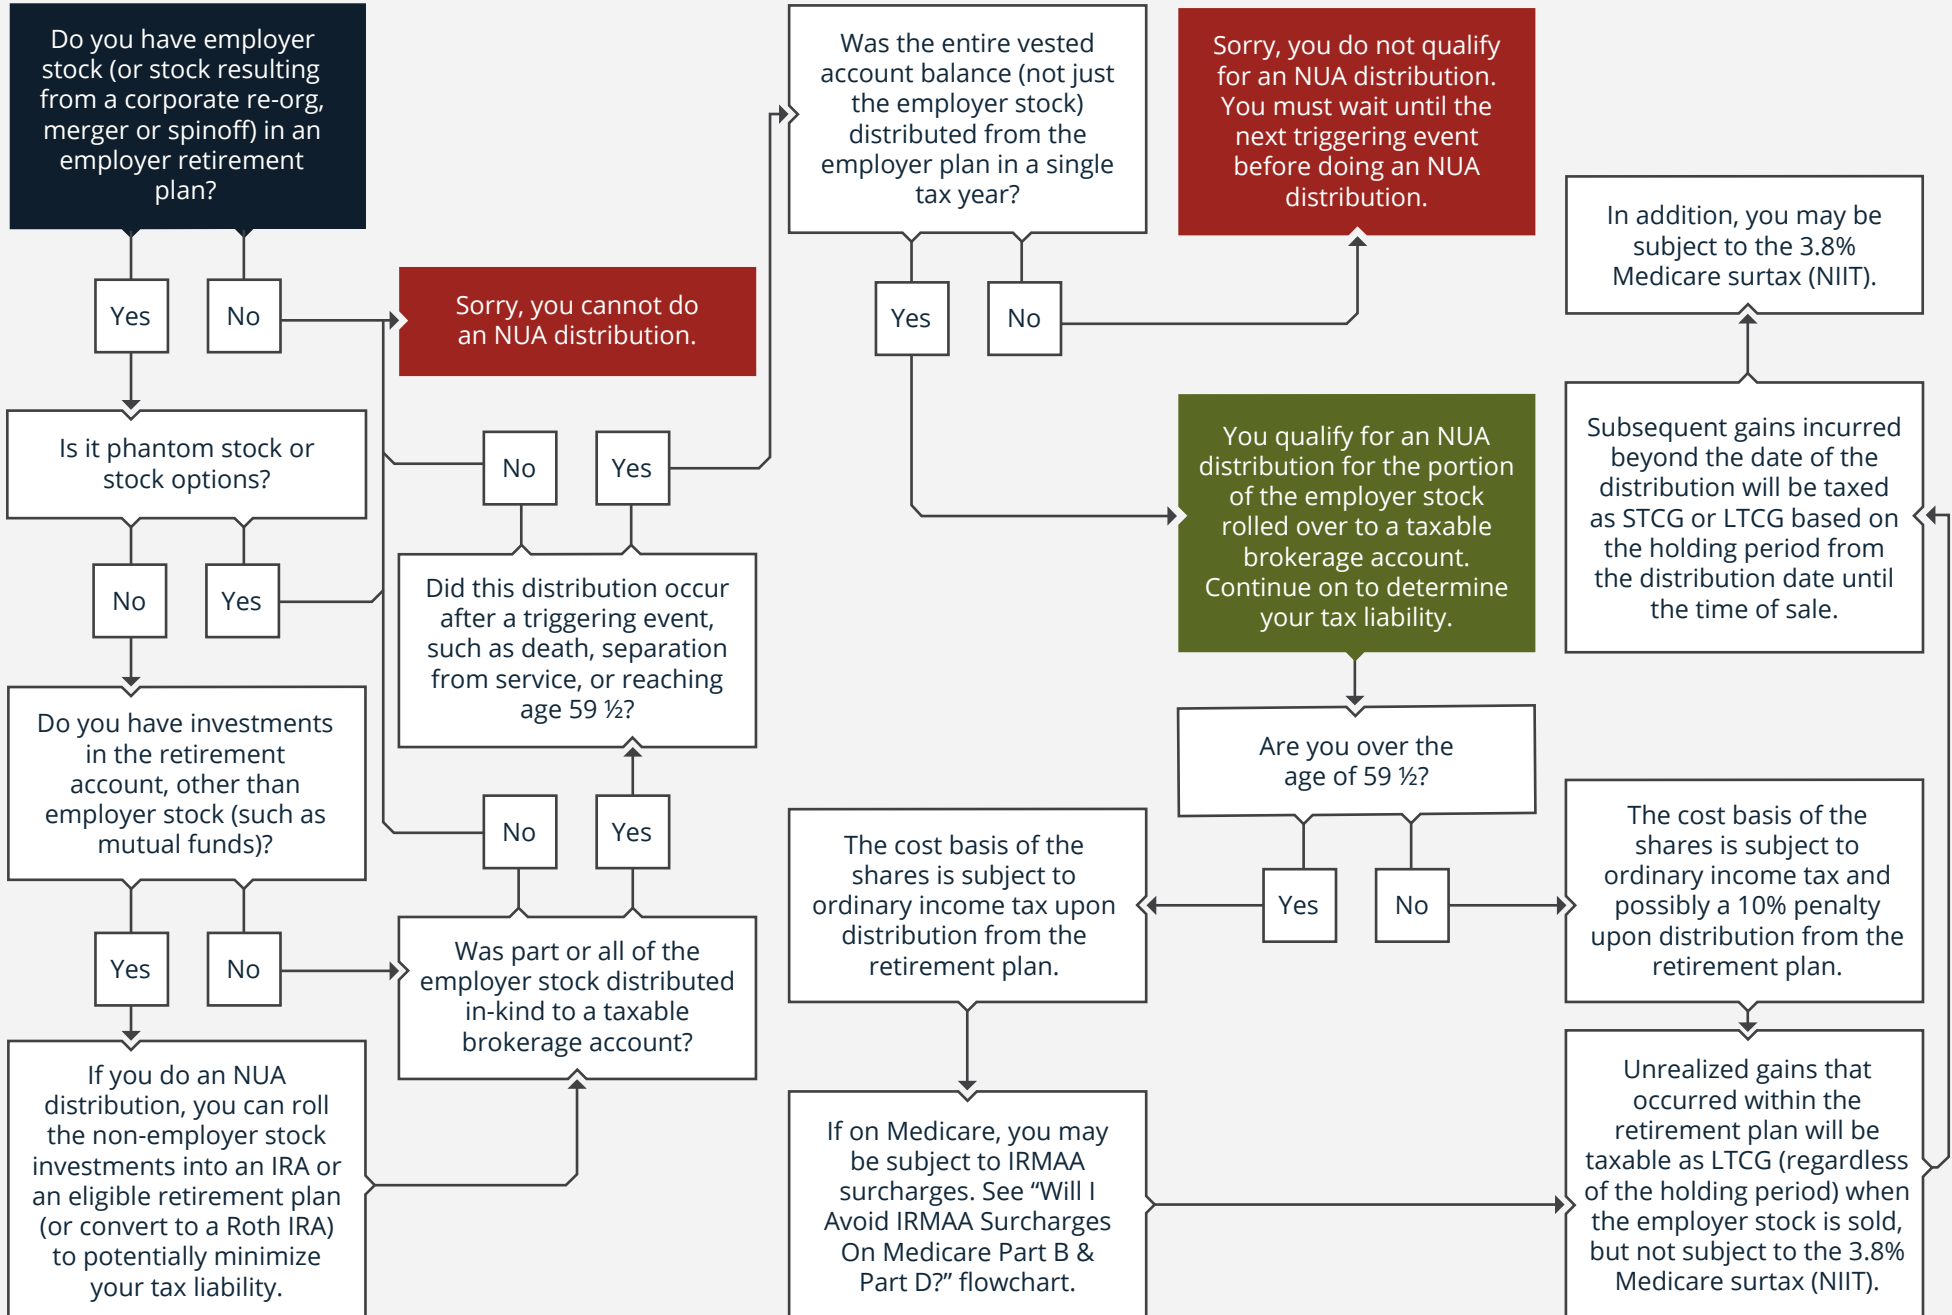 Do you have employer
stock (or stock resulting
from a corporate re-org,
merger or spinoff) in an
employer retirement
plan?
Yes
No
Sorry, you cannot do
an NUA distribution.
Is it phantom stock or
stock options?
No
Yes
Do you have investments
in the retirement
account, other than
employer stock (such as
mutual funds)?
Yes
No
If you do an NUA
distribution, you can roll
the non-employer stock
investments into an IRA or
an eligible retirement plan
(or convert to a Roth IRA)
to potentially minimize
your tax liability.
Was part or all of the
employer stock distributed
in-kind to a taxable
brokerage account?
No
Yes
Did this distribution occur
after a triggering event,
such as death, separation
from service, or reaching
age 59 ½?
No
Yes
Was the entire vested
account balance (not just
the employer stock)
distributed from the
employer plan in a single
tax year?
Yes
No
Sorry, you do not qualify
for an NUA distribution.
You must wait until the
next triggering event
before doing an NUA
distribution.
You qualify for an NUA
distribution for the portion
of the employer stock
rolled over to a taxable
brokerage account.
Continue on to determine
your tax liability.
Are you over the
age of 59 ½?
Yes
No
The cost basis of the
shares is subject to
ordinary income tax upon
distribution from the
retirement plan.
If on Medicare, you may
be subject to IRMAA
surcharges. See “Will I
Avoid IRMAA Surcharges
On Medicare Part B &
Part D?” flowchart.
The cost basis of the
shares is subject to
ordinary income tax and
possibly a 10% penalty
upon distribution from the
retirement plan.
Unrealized gains that
occurred within the
retirement plan will be
taxable as LTCG (regardless
of the holding period) when
the employer stock is sold,
but not subject to the 3.8%
Medicare surtax (NIIT).
Subsequent gains incurred
beyond the date of the
distribution will be taxed
as STCG or LTCG based on
the holding period from
the distribution date until
the time of sale.
In addition, you may be
subject to the 3.8%
Medicare surtax (NIIT).